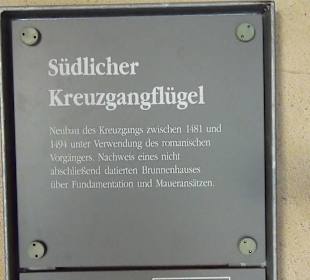 Südlicher
Kreuzgangflügel
Neubau des Kreuzgangs zwischen 1481 und
1494 unter Verwendung des romanischen
Vorgängers. Nachweis eines nicht
abschließend datierten Brunnenhauses
über Fundamentation und Maueransätzen.